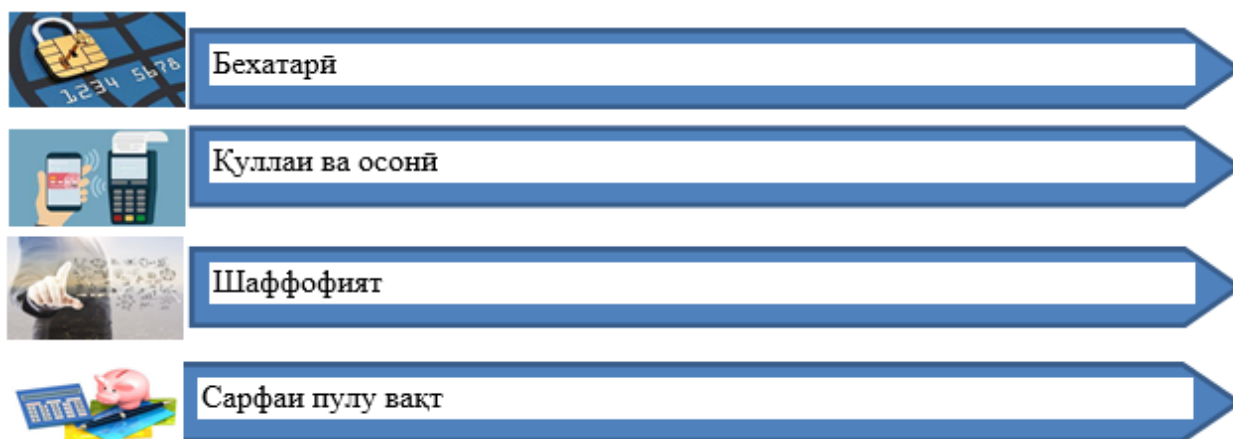 1234 5678
Бехатарӣ
Қуллаи ва осонӣ
Шаффофият
Сарфаи пулу вақт